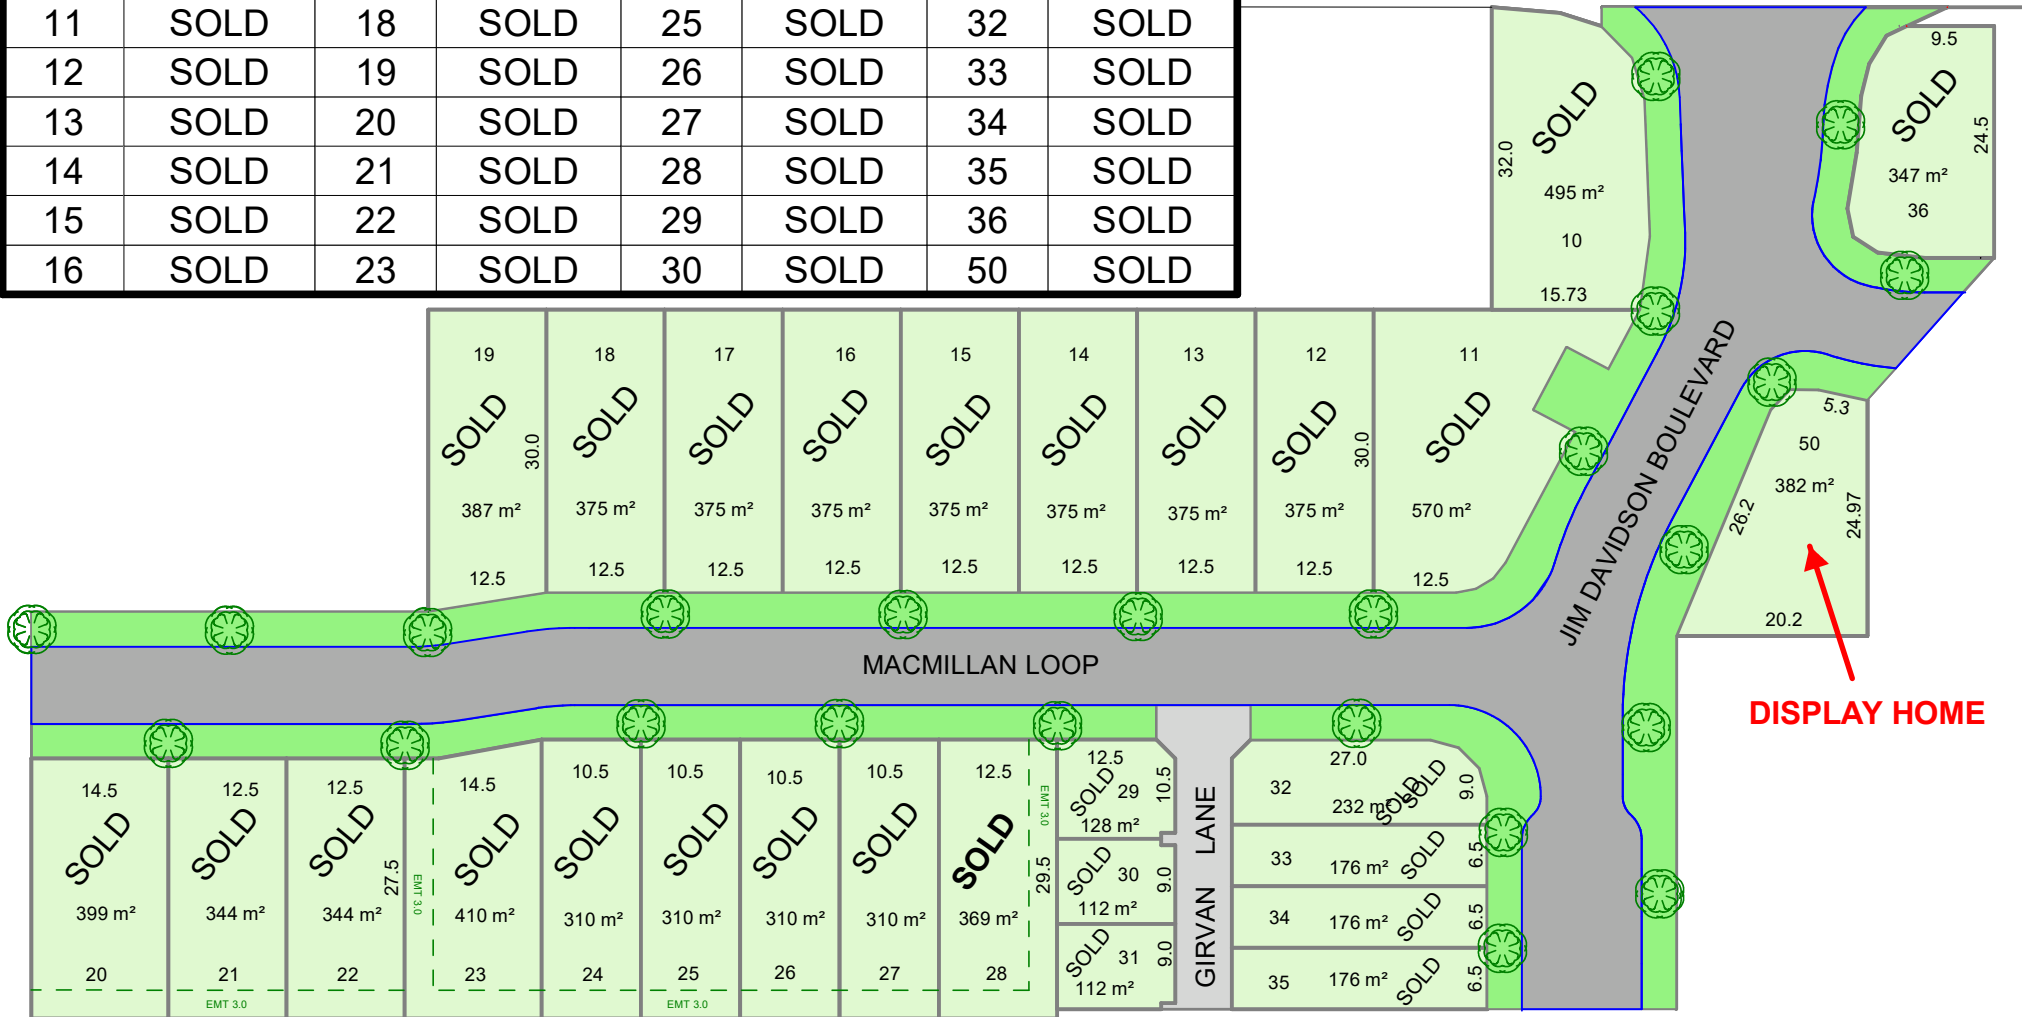 11 SOLD 18 SOLD 25 SOLD 32 SOLD
12 SOLD 19 SOLD 26 SOLD 33 SOLD
13 SOLD 20 SOLD 27 SOLD 34 SOLD
14 SOLD 21 SOLD 28 SOLD 35 SOLD
15 SOLD 22 SOLD 29 SOLD 36 SOLD
16 SOLD 23 SOLD 30 SOLD 50 SOLD
32.0
SOLD
495 m²
10
15.73
9.5
SOLD
24.5
347 m²
36
19
SOLD
30.0
387 m²
12.5
18
SOLD
375 m²
12.5
17
SOLD
375 m²
12.5
16
SOLD
375 m²
12.5
15
SOLD
375 m²
12.5
14
SOLD
375 m²
12.5
13
SOLD
375 m²
12.5
12
SOLD
30.0
375 m²
12.5
11
SOLD
570 m²
12.5
JIM DAVIDSON BOULEVARD
5.3
50
382 m²
26.2
24.97
20.2
DISPLAY HOME
MACMILLAN LOOP
14.5
SOLD
399 m²
20
12.5
SOLD
344 m²
21
EMT 3.0
12.5
SOLD
27.5
344 m²
22
EMT 3.0
14.5
SOLD
410 m²
23
10.5
SOLD
310 m²
24
10.5
SOLD
310 m²
25
EMT 3.0
10.5
SOLD
310 m²
26
10.5
SOLD
310 m²
27
12.5
SOLD
369 m²
28
EMT 3.0
29.5
12.5
SOLD
29
10.5
128 m²
SOLD
30
9.0
112 m²
SOLD
31
9.0
112 m²
GIRVAN LANE
27.0
32
232 m²
SOLD
SOLD
9.0
33
176 m²
SOLD
6.5
34
176 m²
SOLD
6.5
35
176 m²
SOLD
6.5